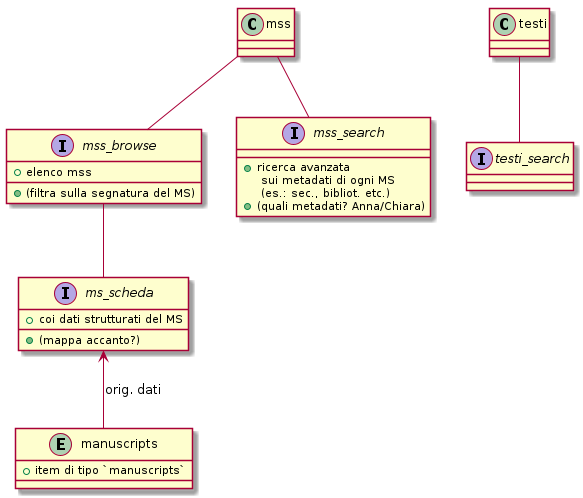 C mss
C testi
I mss_browse
elenco mss
(filtra sulla segnatura del MS)
I mss_search
ricerca avanzata
sui metadati di ogni MS
(es.: sec., bibliot. etc.)
(quali metadati? Anna/Chiara)
I testi_search
I ms_scheda
coi dati strutturati del MS
(mappa accanto?)
orig. dati
E manuscripts
item di tipo `manuscripts`